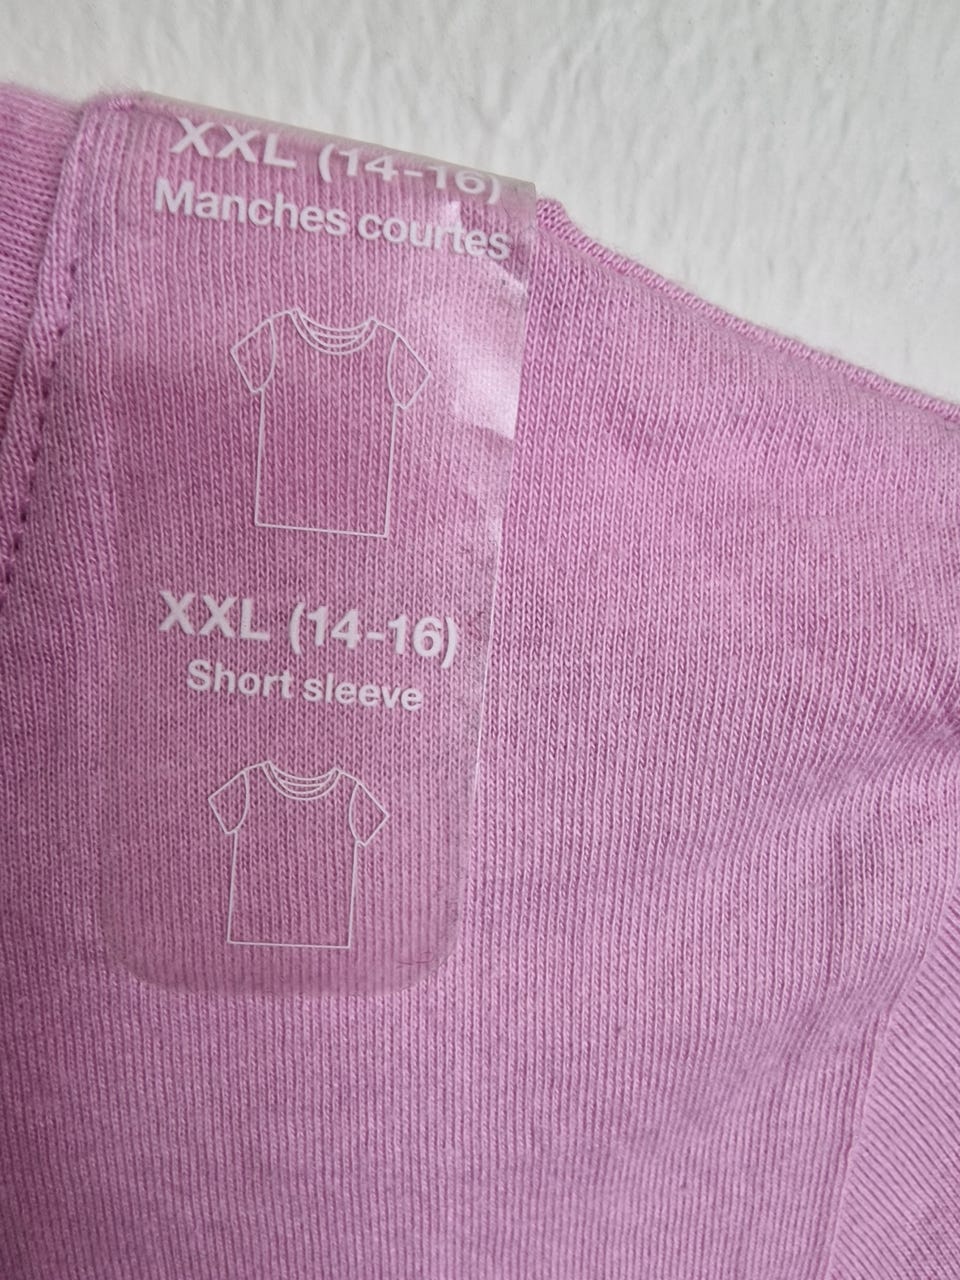 XXL (14-16)
Manches courtes
XXL (14-16)
Short sleeve